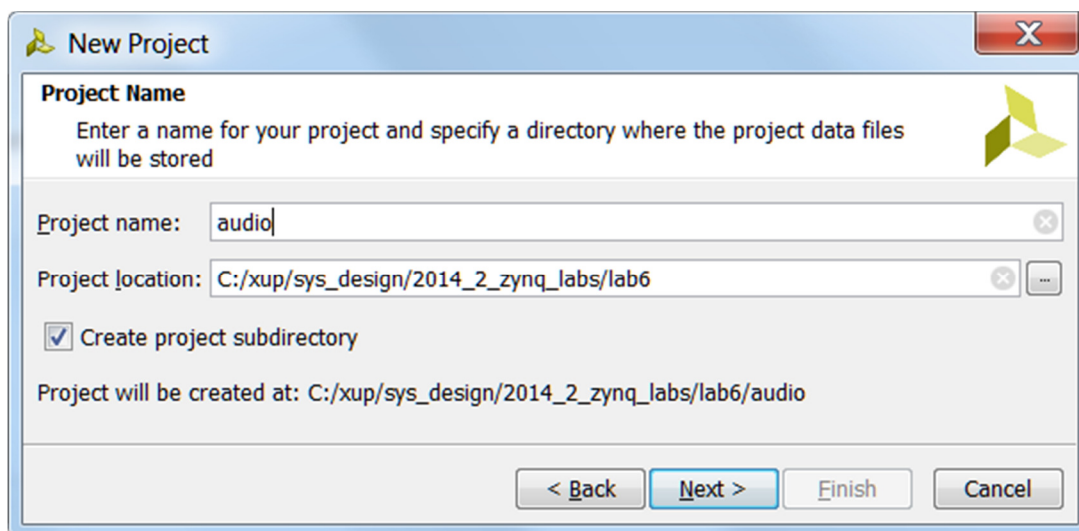 New Project
Project Name
Enter a name for your project and specify a directory where the project data files
will be stored
Project name: audio
Project location: C:/xup/sys_design/2014_2_zynq_labs/lab6 ...
Create project subdirectory
Project will be created at: C:/xup/sys_design/2014_2_zynq_labs/lab6/audio
< Back Next > Finish Cancel